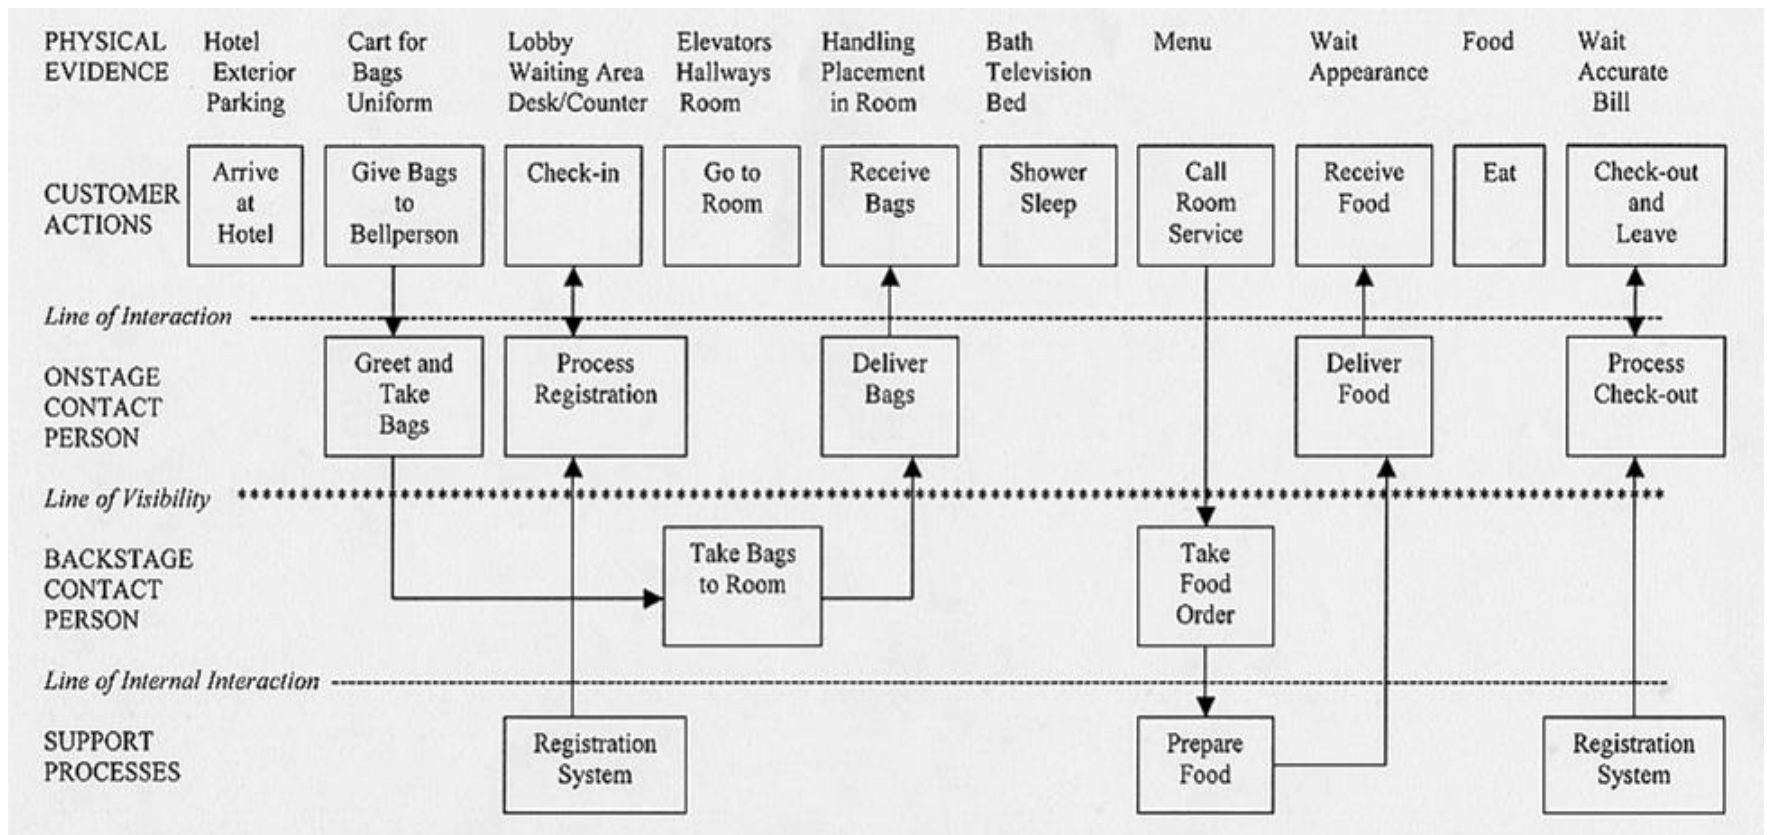 PHYSICAL
EVIDENCE
Hotel
Exterior
Parking
Cart for
Bags
Uniform
Lobby
Waiting Area
Desk/Counter
Elevators
Hallways
Room
Handling
Placement
in Room
Bath
Television
Bed
Menu
Wait
Appearance
Food
Wait
Accurate
Bill
CUSTOMER
ACTIONS
Arrive
at
Hotel
Give Bags
to
Bellperson
Check-in
Go to
Room
Receive
Bags
Shower
Sleep
Call
Room
Service
Receive
Food
Eat
Check-out
and
Leave
Line of Interaction
ONSTAGE
CONTACT
PERSON
Greet and
Take
Bags
Process
Registration
Deliver
Bags
Deliver
Food
Process
Check-out
Line of Visibility
BACKSTAGE
CONTACT
PERSON
Take Bags
to Room
Take
Food
Order
Line of Internal Interaction
SUPPORT
PROCESSES
Registration
System
Prepare
Food
Registration
System